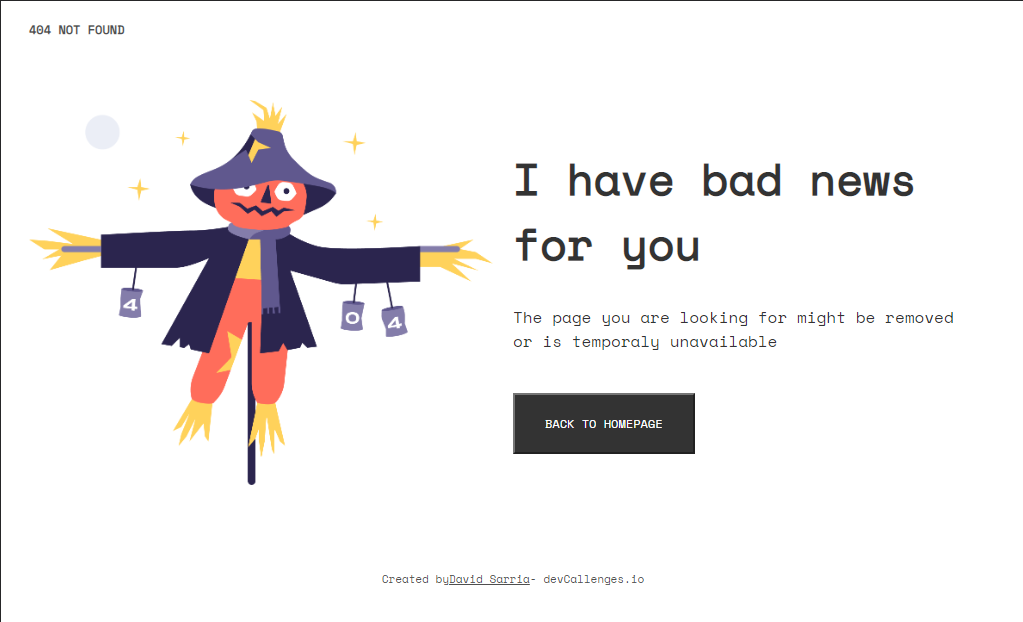 404 NOT FOUND
I have bad news
for you
4
0
4
The page you are looking for might be removed
or is temporaly unavailable
BACK TO HOMEPAGE
Created byDavid Sarria- devCallenges.io